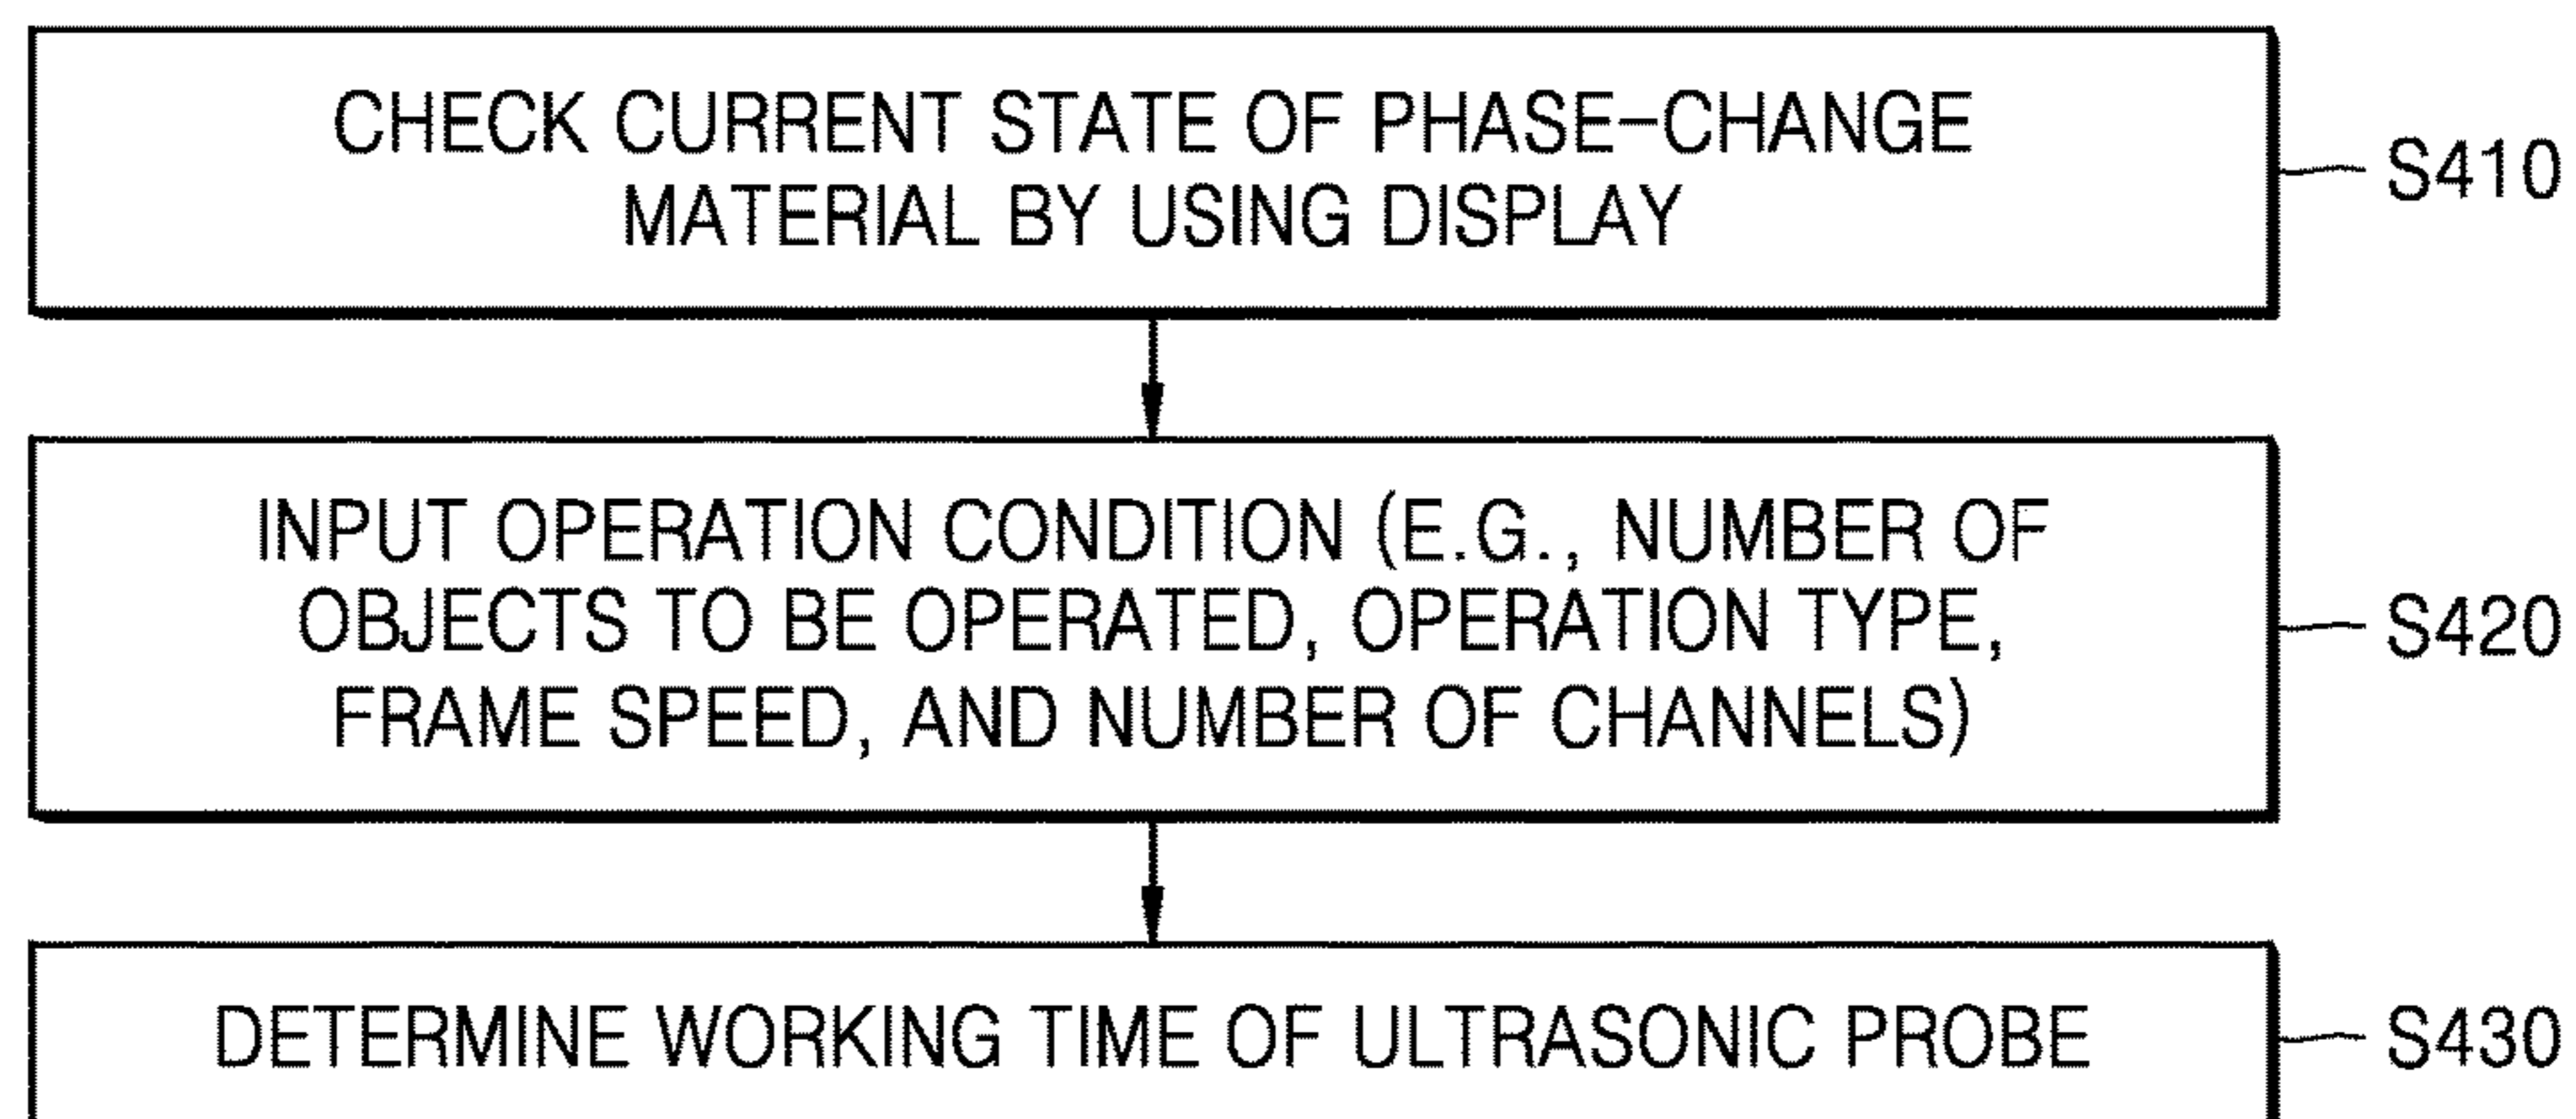 CHECK CURRENT STATE OF PHASE-CHANGE
MATERIAL BY USING DISPLAY
S410
INPUT OPERATION CONDITION (E.G., NUMBER OF
OBJECTS TO BE OPERATED, OPERATION TYPE,
FRAME SPEED, AND NUMBER OF CHANNELS)
S420
DETERMINE WORKING TIME OF ULTRASONIC PROBE
S430